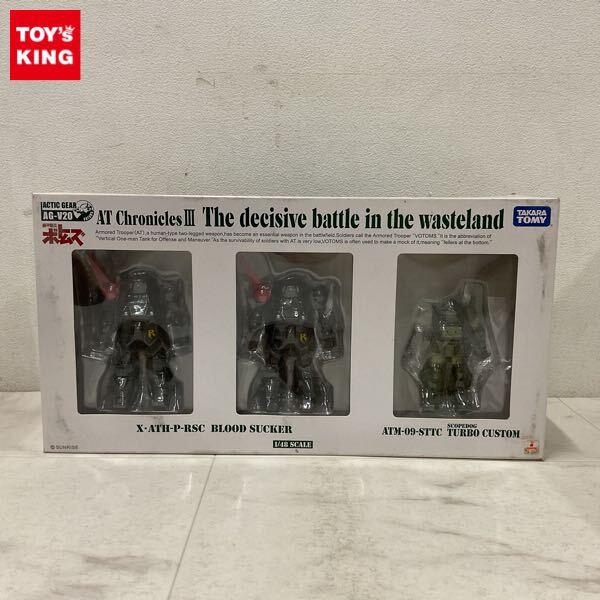 TOY's
KING
ACTIC GEAR
AG-V20
AT Chronicles III The decisive battle in the wasteland
TAKARA
TOMY
装甲騎兵
ボトムズ
Armored Trooper(AT),a human-type two-legged weapon,has become an essential weapon in the battlefield.Soldiers call the Armored Trooper "VOTOMS."It is the abbreviation of
"Vertical One-man Tank for Offense and Maneuver."As the survivability of soldiers with AT is very low,VOTOMS is often used to make a mock of it,meaning "fellers at the bottom."
X・ATH-P-RSC BLOOD SUCKER
SCOPEDOG
ATM-09-STTC TURBO CUSTOM
1/48 SCALE
© SUNRISE